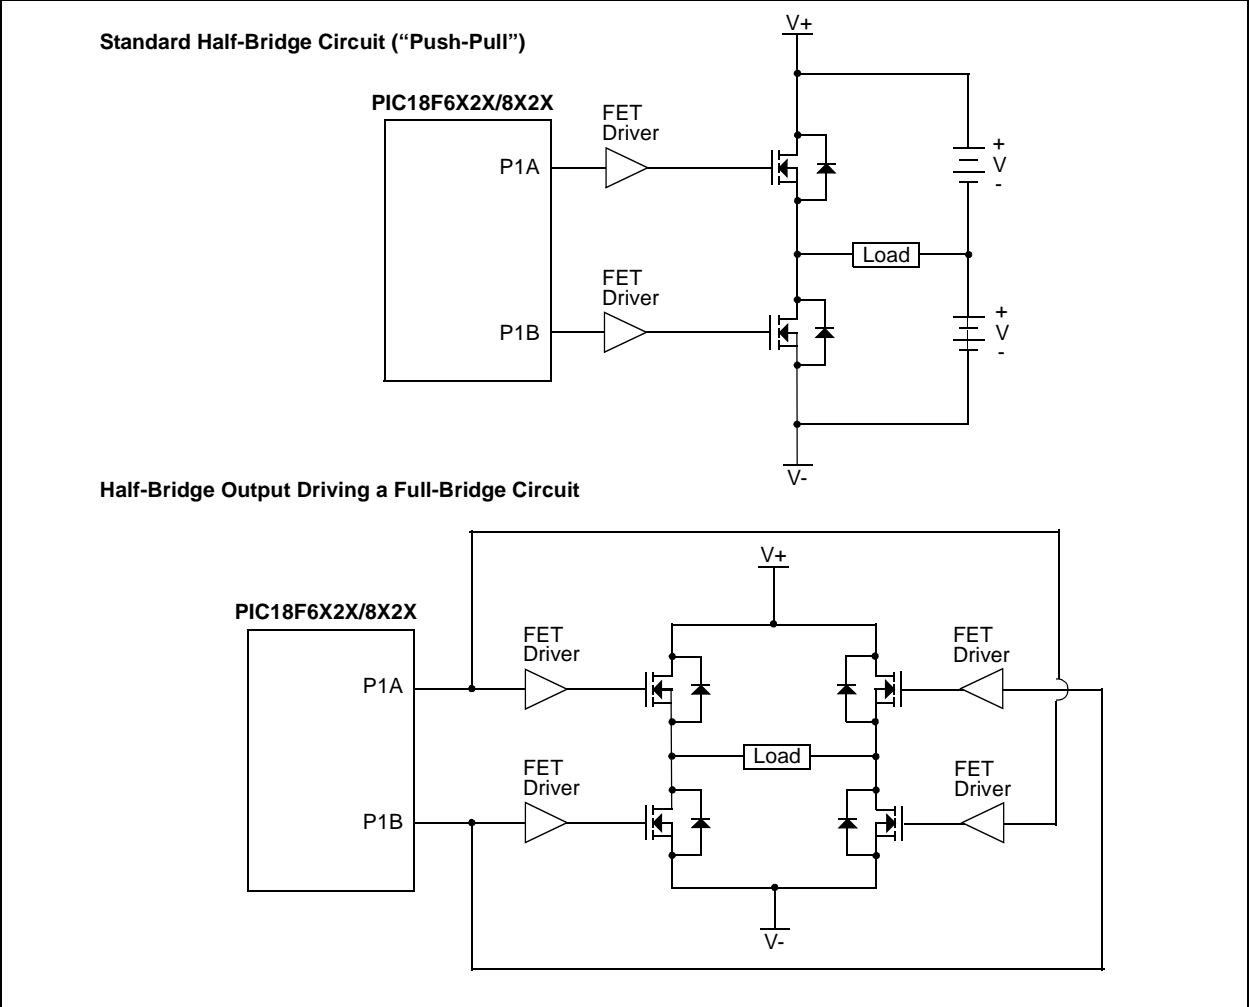 Standard Half-Bridge Circuit (“Push-Pull”)
V+
PIC18F6X2X/8X2X
FET
Driver
P1A
+
V
-
Load
FET
Driver
P1B
+
V
-
V-
Half-Bridge Output Driving a Full-Bridge Circuit
V+
PIC18F6X2X/8X2X
FET
Driver
FET
Driver
P1A
Load
FET
Driver
FET
Driver
P1B
V-